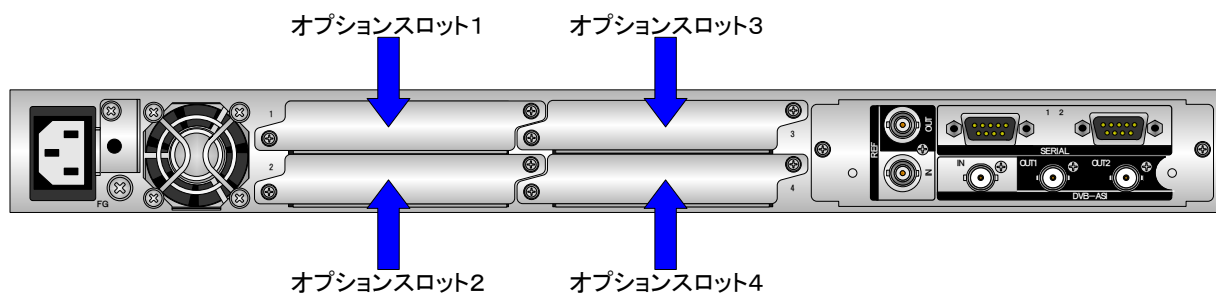 オプションスロット1
オプションスロット3
1
3
2
4
FG
REF
OUT
IN
1 2
SERIAL
IN
OUT1
OUT2
DVB-ASI
オプションスロット2
オプションスロット4